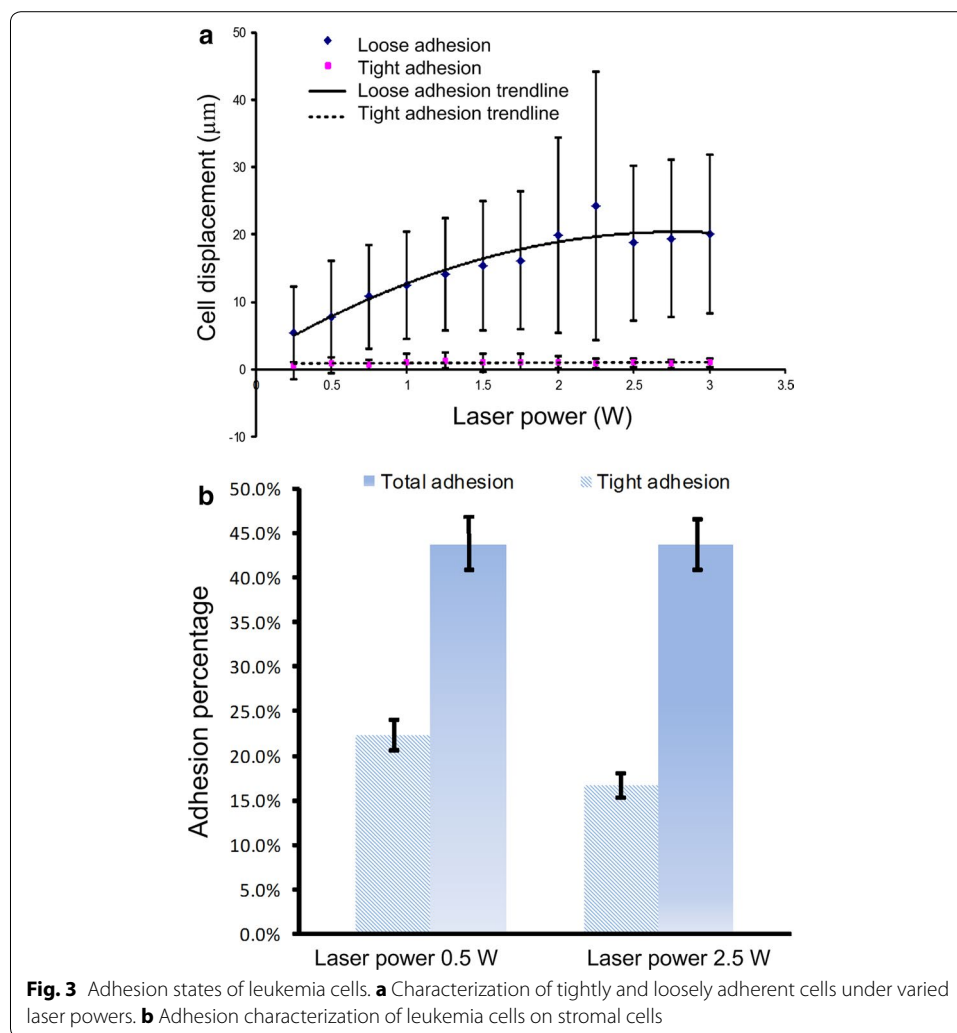 a
50
40
30
20
10
0
-10
Cell displacement (μm)
Loose adhesion
Tight adhesion
Loose adhesion trendline
Tight adhesion trendline
0 0.5 1 1.5 2 2.5 3 3.5
Laser power (W)
b
Total adhesion Tight adhesion
50.0%
45.0%
40.0%
35.0%
30.0%
25.0%
20.0%
15.0%
10.0%
5.0%
0.0%
Adhesion percentage
Laser power 0.5 W Laser power 2.5 W
Fig. 3 Adhesion states of leukemia cells. a Characterization of tightly and loosely adherent cells under varied
laser powers. b Adhesion characterization of leukemia cells on stromal cells